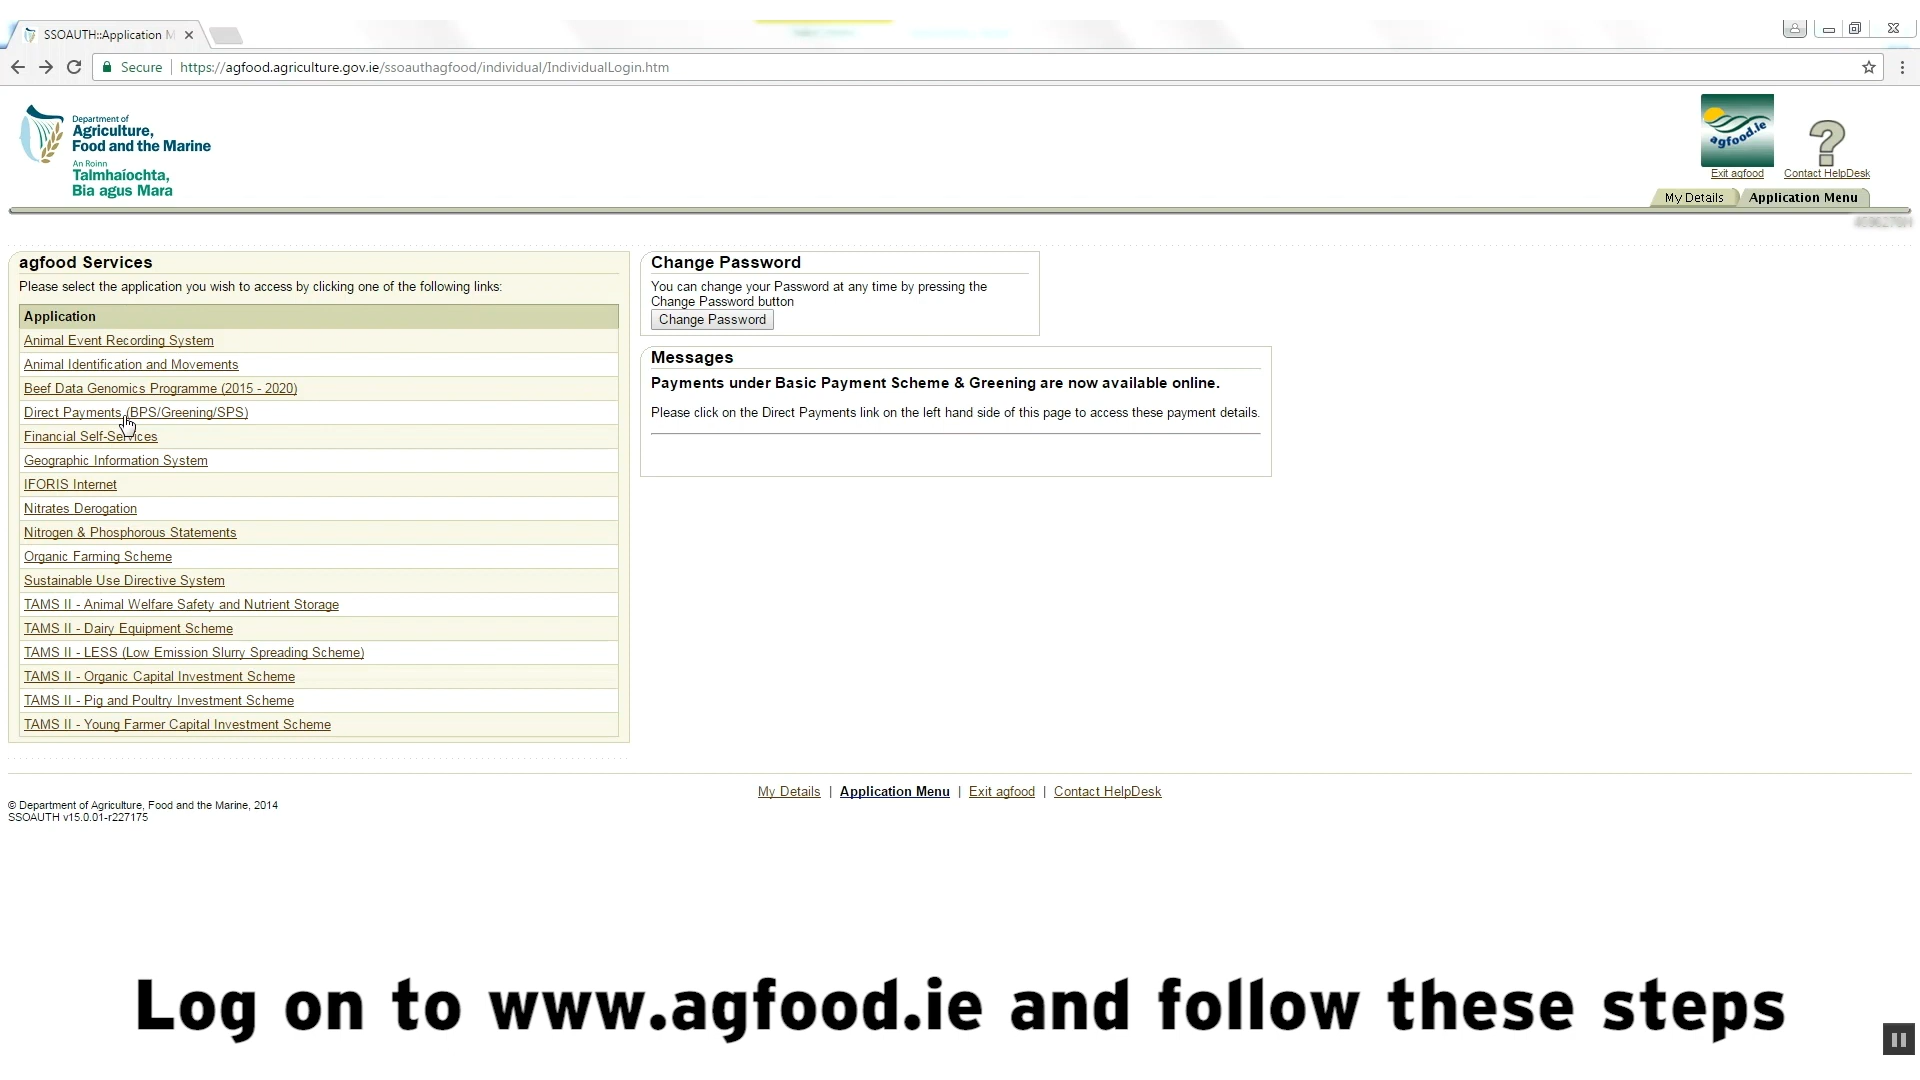 SSOAUTH::Application M
Secure | https://agfood.agriculture.gov.ie/ssoauthagfood/individual/IndividualLogin.htm
Department of
Agriculture,
Food and the Marine
An Roinn
Talmhaíochta,
Bia agus Mara
agfood.ie
Exit agfood
Contact HelpDesk
My Details
Application Menu
agfood Services
Please select the application you wish to access by clicking one of the following links:
Application
Animal Event Recording System
Animal Identification and Movements
Beef Data Genomics Programme (2015 - 2020)
Direct Payments (BPS/Greening/SPS)
Financial Self-Services
Geographic Information System
IFORIS Internet
Nitrates Derogation
Nitrogen & Phosphorous Statements
Organic Farming Scheme
Sustainable Use Directive System
TAMS II - Animal Welfare Safety and Nutrient Storage
TAMS II - Dairy Equipment Scheme
TAMS II - LESS (Low Emission Slurry Spreading Scheme)
TAMS II - Organic Capital Investment Scheme
TAMS II - Pig and Poultry Investment Scheme
TAMS II - Young Farmer Capital Investment Scheme
Change Password
You can change your Password at any time by pressing the
Change Password button
Change Password
Messages
Payments under Basic Payment Scheme & Greening are now available online.
Please click on the Direct Payments link on the left hand side of this page to access these payment details.
My Details | Application Menu | Exit agfood | Contact HelpDesk
© Department of Agriculture, Food and the Marine, 2014
SSOAUTH v15.0.01-r227175
Log on to www.agfood.ie and follow these steps